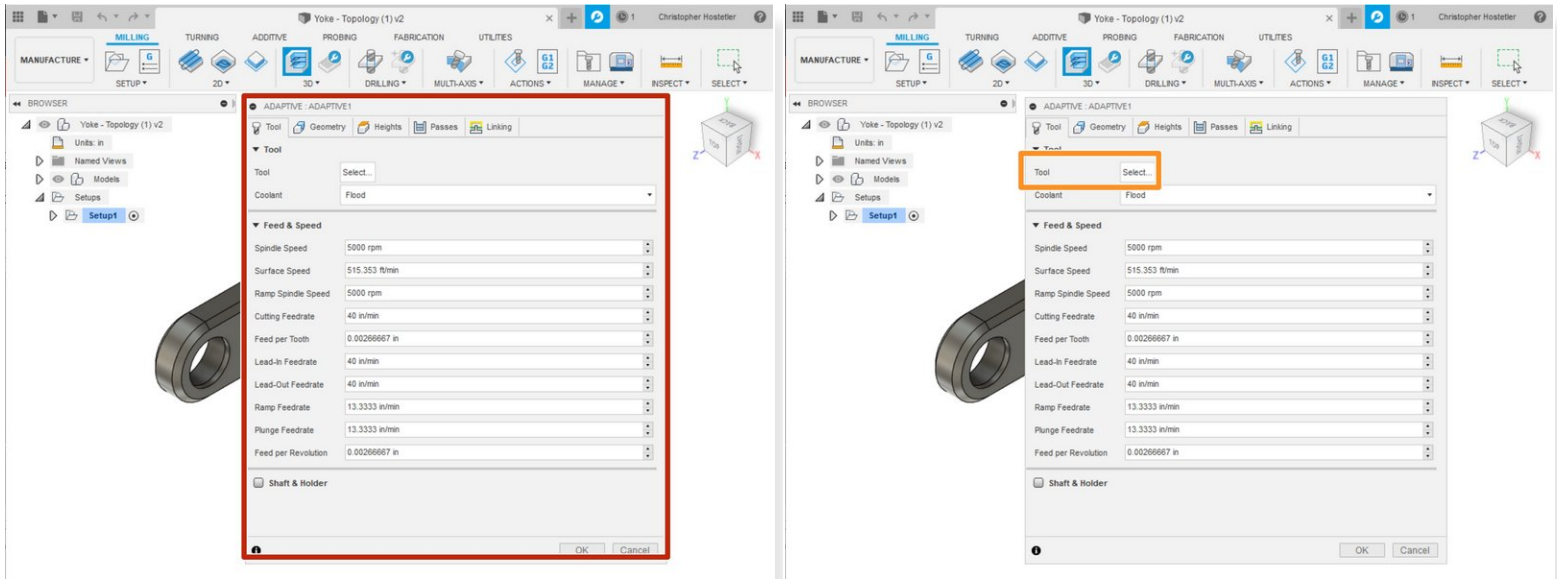 Yoke - Topology (1) v2
1
Christopher Hostetler
MANUFACTURE
MILLING
TURNING
ADDITIVE
PROBING
FABRICATION
UTILITIES
G
G1
G2
SETUP
2D
3D
DRILLING
MULTI-AXIS
ACTIONS
MANAGE
INSPECT
SELECT
BROWSER
Yoke - Topology (1) v2
Units: in
Named Views
Models
Setups
Setup1
ADAPTIVE : ADAPTIVE1
Tool
Geometry
Heights
Passes
Linking
Tool
Tool Select...
Coolant Flood
Feed & Speed
Spindle Speed 5000 rpm
Surface Speed 515.353 ft/min
Ramp Spindle Speed 5000 rpm
Cutting Feedrate 40 in/min
Feed per Tooth 0.00266667 in
Lead-In Feedrate 40 in/min
Lead-Out Feedrate 40 in/min
Ramp Feedrate 13.3333 in/min
Plunge Feedrate 13.3333 in/min
Feed per Revolution 0.00266667 in
Shaft & Holder
OK
Cancel
TOP
Z
X
Yoke - Topology (1) v2
1
Christopher Hostetler
MANUFACTURE
MILLING
TURNING
ADDITIVE
PROBING
FABRICATION
UTILITIES
G
G1
G2
SETUP
2D
3D
DRILLING
MULTI-AXIS
ACTIONS
MANAGE
INSPECT
SELECT
BROWSER
Yoke - Topology (1) v2
Units: in
Named Views
Models
Setups
Setup1
ADAPTIVE : ADAPTIVE1
Tool
Geometry
Heights
Passes
Linking
Tool
Tool Select...
Coolant Flood
Feed & Speed
Spindle Speed 5000 rpm
Surface Speed 515.353 ft/min
Ramp Spindle Speed 5000 rpm
Cutting Feedrate 40 in/min
Feed per Tooth 0.00266667 in
Lead-In Feedrate 40 in/min
Lead-Out Feedrate 40 in/min
Ramp Feedrate 13.3333 in/min
Plunge Feedrate 13.3333 in/min
Feed per Revolution 0.00266667 in
Shaft & Holder
OK
Cancel
TOP
Z
X